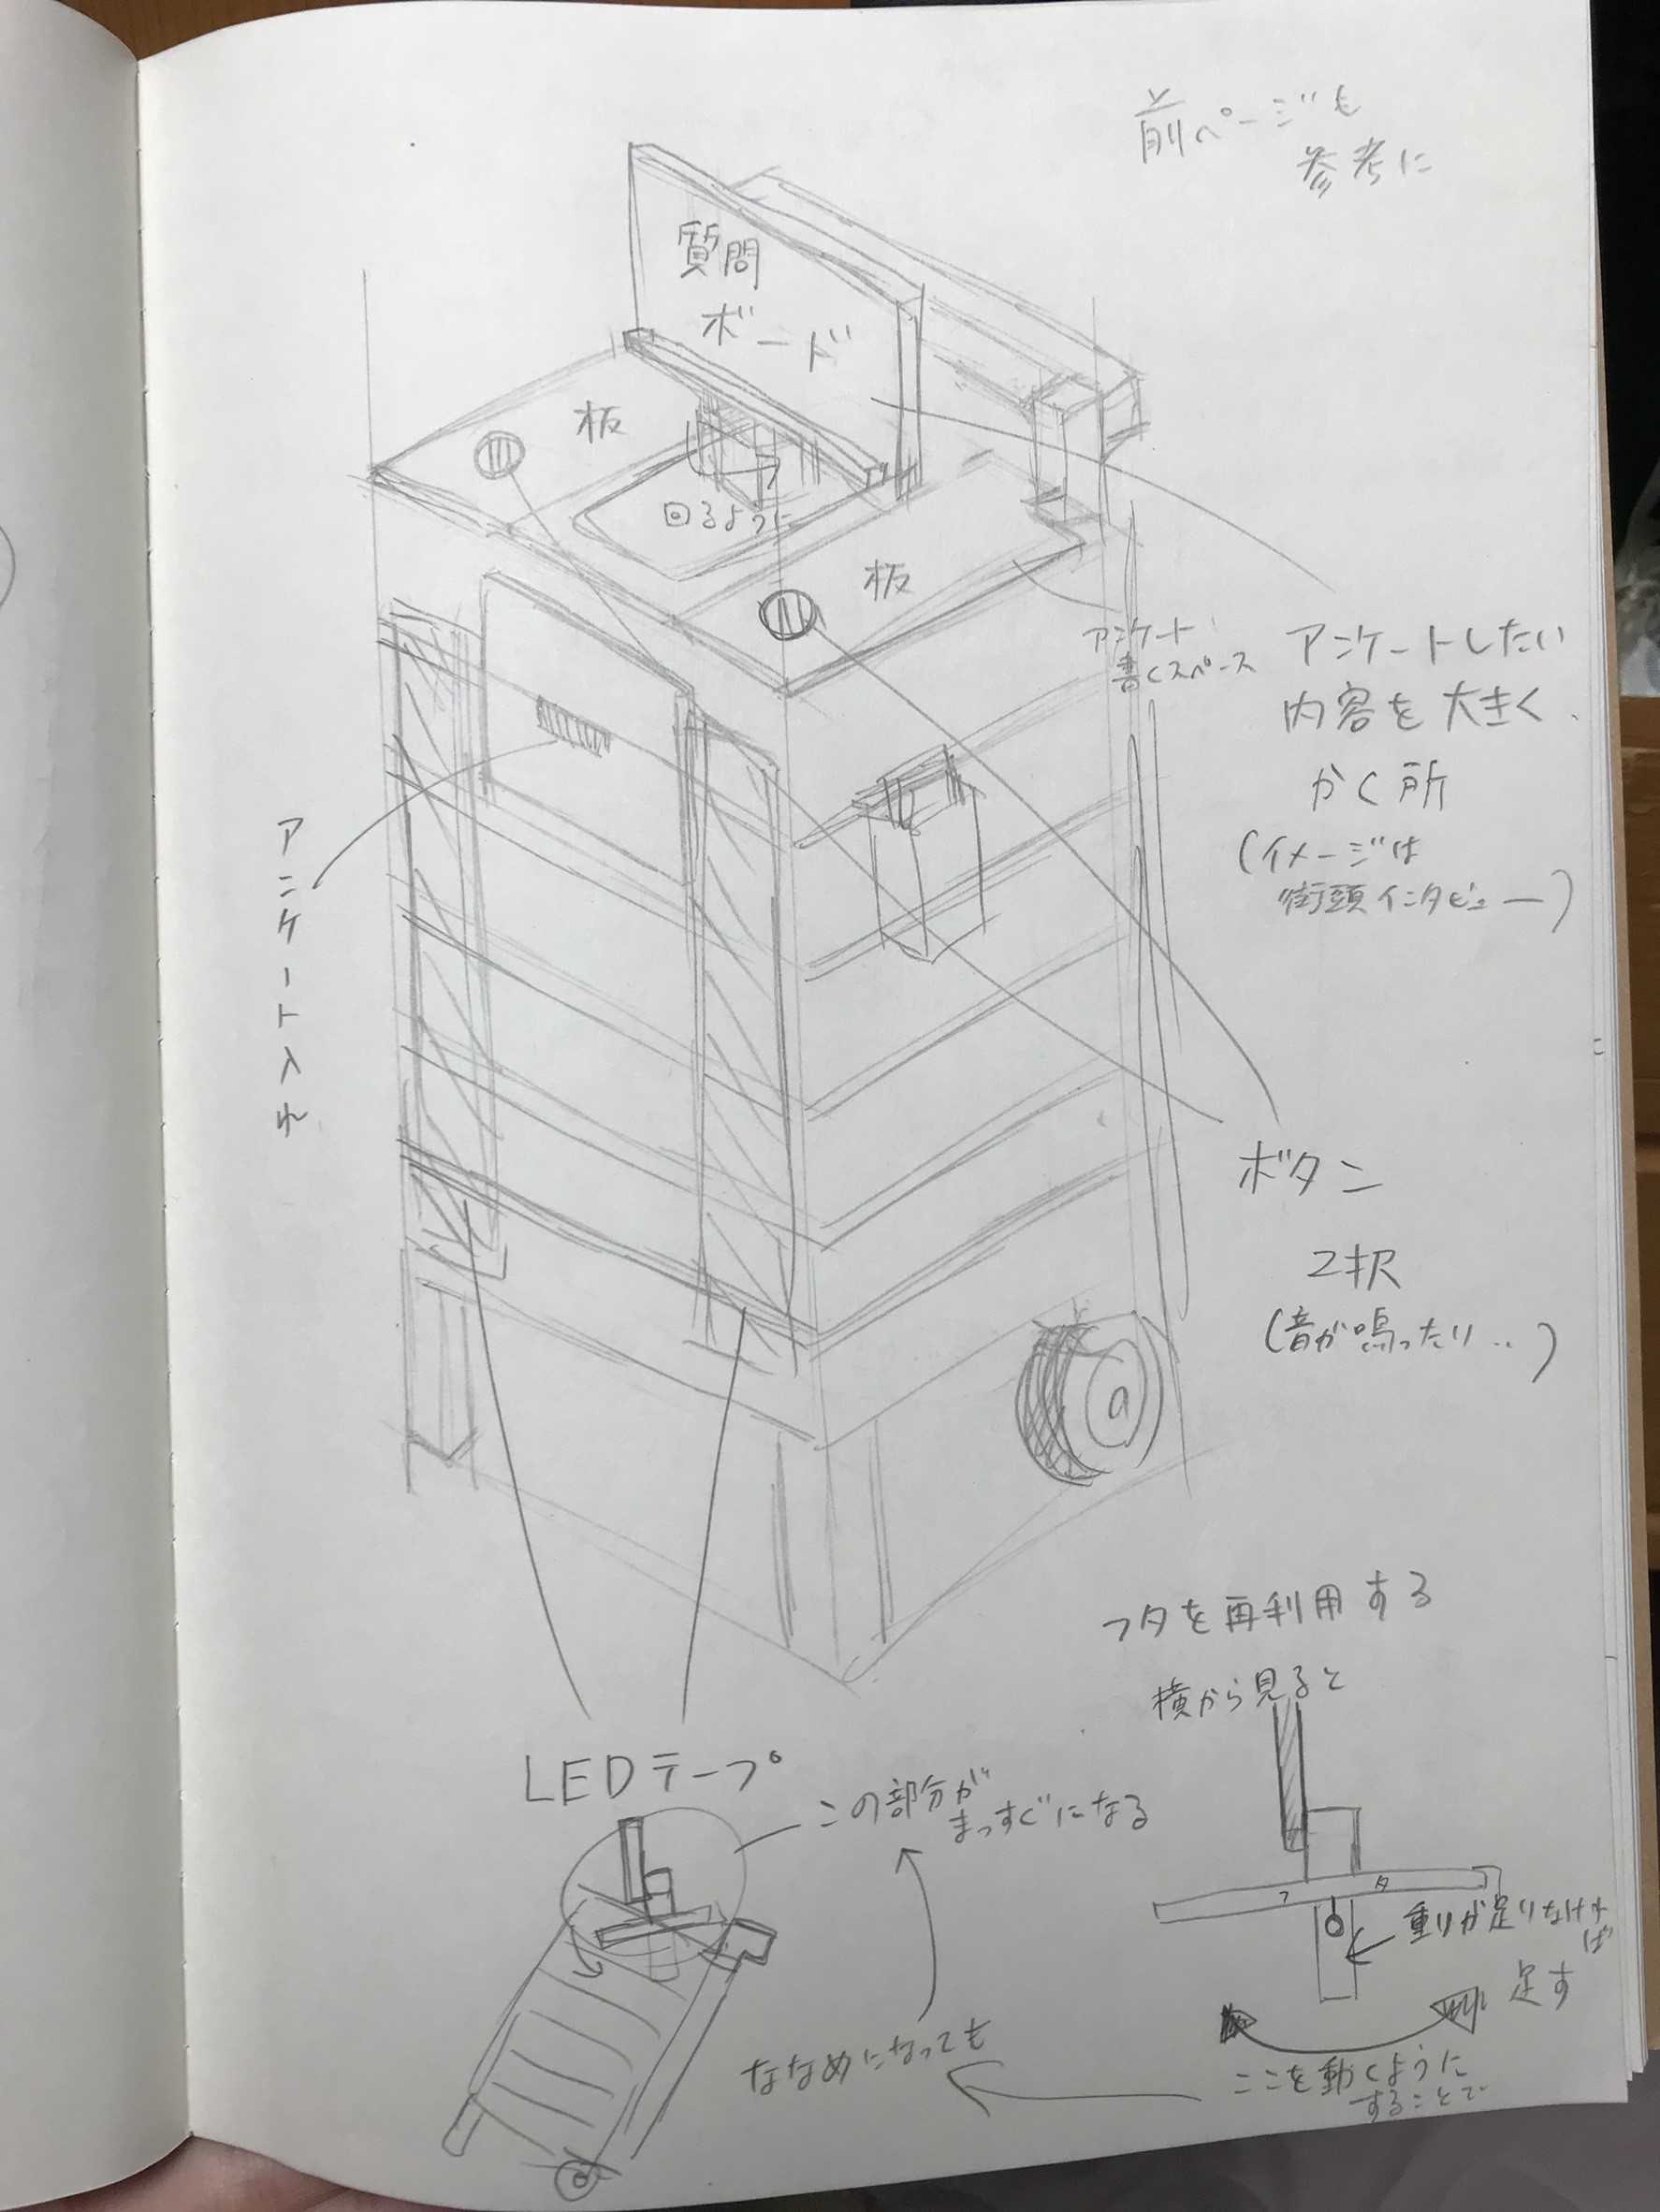 前ページも
参考に
質問
ボード
板
回るように
板
アンケート
書くスペース
アンケートしたい
内容を大きく
かく所
(イメージは
街頭インタビュー)
アンケート入れ
ボタン
2択
(音が鳴ったり‥)
フタを再利用する
横から見ると
LEDテープ
この部分が
まっすぐになる
フタ
重りが足りなければ
足す
ななめになっても
ここを動くように
することで